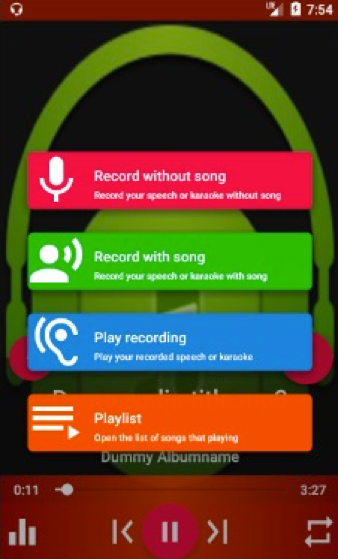 7:54
Record without song
Record your speech or karaoke without song
Record with song
Record your speech or karaoke with song
Play recording
Play your recorded speech or karaoke
Playlist
Open the list of songs that playing
Dummy Albumname
0:11
3:27